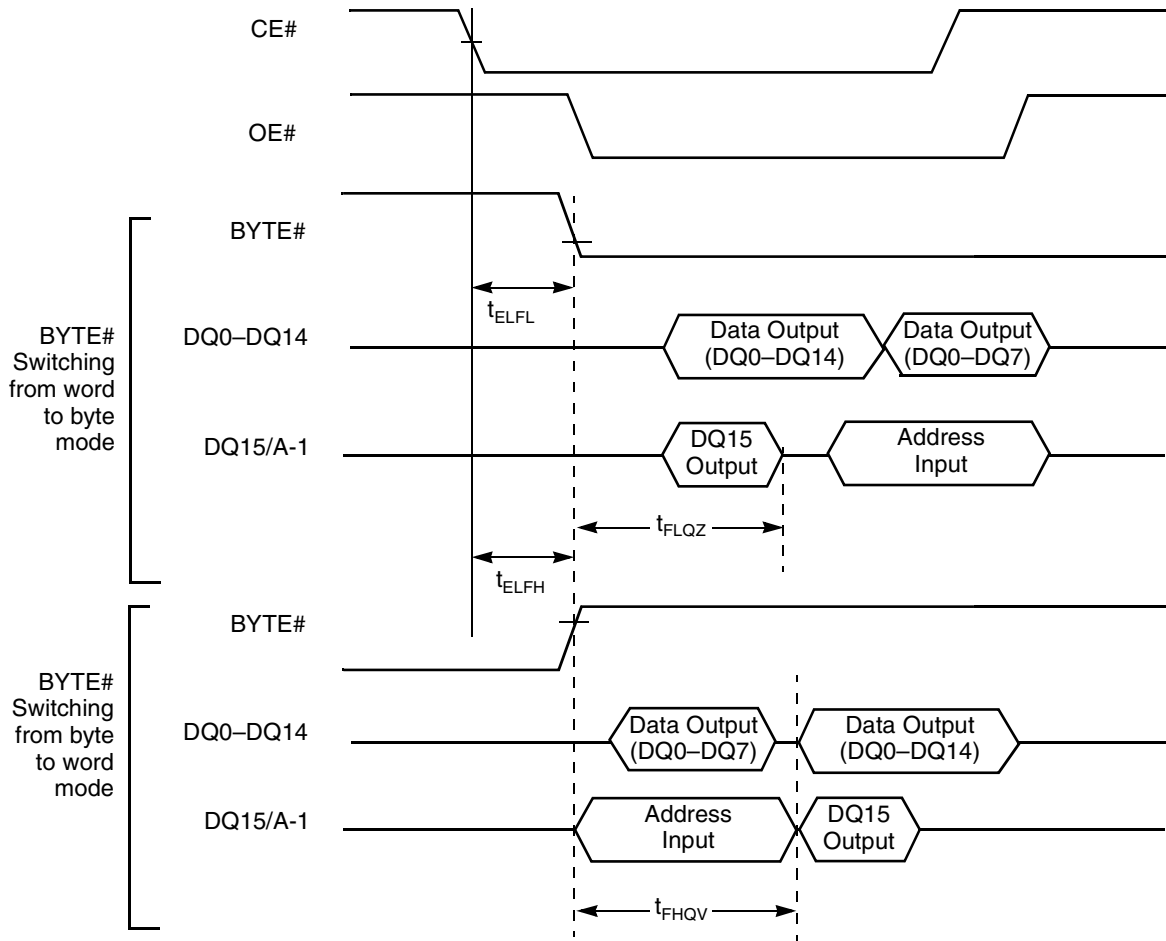 CE#
OE#
BYTE#
tELFL
BYTE#
Switching
from word
to byte
mode
DQ0–DQ14
Data Output
(DQ0–DQ14)
Data Output
(DQ0–DQ7)
DQ15/A-1
DQ15
Output
Address
Input
tFLQZ
tELFH
BYTE#
BYTE#
Switching
from byte
to word
mode
DQ0–DQ14
Data Output
(DQ0–DQ7)
Data Output
(DQ0–DQ14)
DQ15/A-1
Address
Input
DQ15
Output
tFHQV